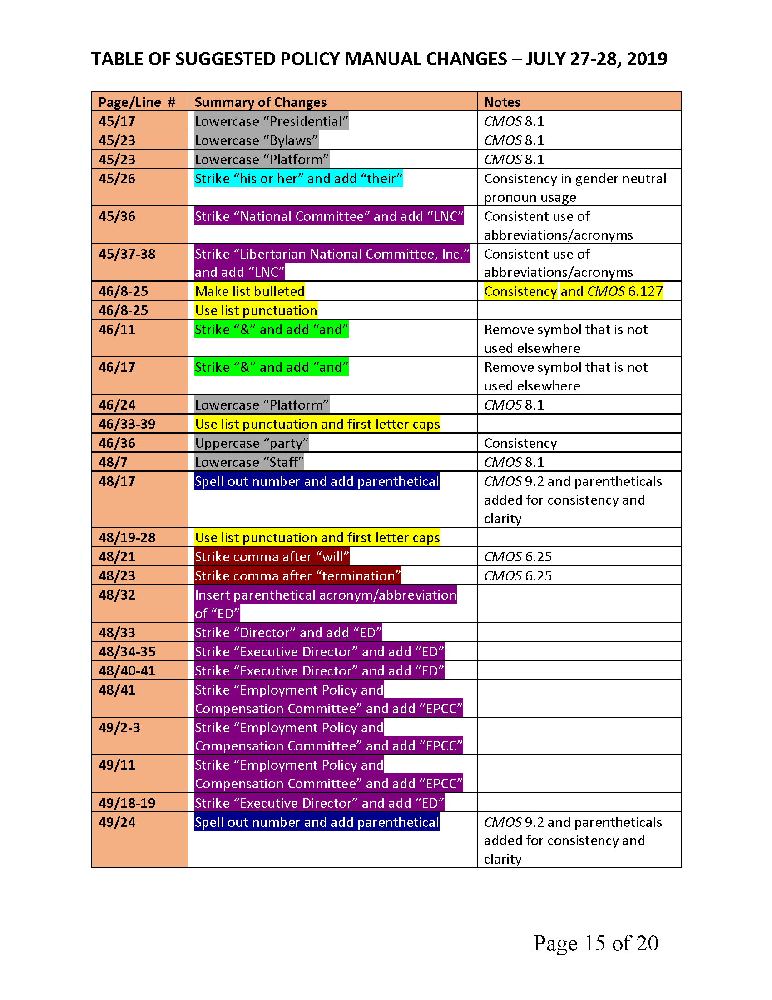 TABLE OF SUGGESTED POLICY MANUAL CHANGES – JULY 27-28, 2019
Page/Line # Summary of Changes Notes
45/17 Lowercase “Presidential” CMOS 8.1
45/23 Lowercase “Bylaws” CMOS 8.1
45/23 Lowercase “Platform” CMOS 8.1
45/26 Strike “his or her” and add “their” Consistency in gender neutral
pronoun usage
45/36 Strike “National Committee” and add “LNC” Consistent use of
abbreviations/acronyms
45/37-38 Strike “Libertarian National Committee, Inc.” Consistent use of
and add “LNC” abbreviations/acronyms
46/8-25 Make list bulleted Consistency and CMOS 6.127
46/8-25 Use list punctuation
46/11 Strike “&” and add “and” Remove symbol that is not
used elsewhere
46/17 Strike “&” and add “and” Remove symbol that is not
used elsewhere
46/24 Lowercase “Platform” CMOS 8.1
46/33-39 Use list punctuation and first letter caps
46/36 Uppercase “party” Consistency
48/7 Lowercase “Staff” CMOS 8.1
48/17 Spell out number and add parenthetical CMOS 9.2 and parentheticals
added for consistency and
clarity
48/19-28 Use list punctuation and first letter caps
48/21 Strike comma after “will” CMOS 6.25
48/23 Strike comma after “termination” CMOS 6.25
48/32 Insert parenthetical acronym/abbreviation
of “ED”
48/33 Strike “Director” and add “ED”
48/34-35 Strike “Executive Director” and add “ED”
48/40-41 Strike “Executive Director” and add “ED”
48/41 Strike “Employment Policy and
Compensation Committee” and add “EPCC”
49/2-3 Strike “Employment Policy and
Compensation Committee” and add “EPCC”
49/11 Strike “Employment Policy and
Compensation Committee” and add “EPCC”
49/18-19 Strike “Executive Director” and add “ED”
49/24 Spell out number and add parenthetical CMOS 9.2 and parentheticals
added for consistency and
clarity
Page 15 of 20